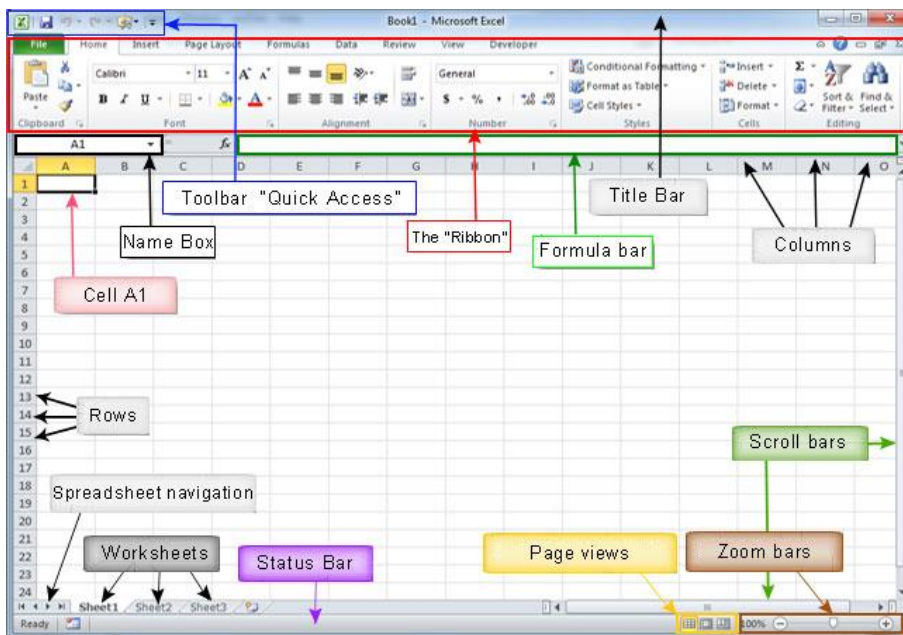 Book1 - Microsoft Excel
File Home Insert Page Layout Formulas Data Review View Developer
Calibri 11 A A General Conditional Formatting Insert Σ
Paste B I U A $ % , Format as Table Delete Sort & Find &
Cell Styles Format Filter Select
Clipboard Font Alignment Number Styles Cells Editing
A1 fx
A B C D E F G H I J K L M N O
1
Toolbar "Quick Access" Title Bar
2
3
Name Box The "Ribbon" Formula bar Columns
4
5
6
7
Cell A1
8
9
10
11
12
13
14
Rows
15
16
Scroll bars
17
18
Spreadsheet navigation
19
20
21
22
Worksheets Status Bar Page views Zoom bars
23
24
Sheet1 Sheet2 Sheet3
Ready 100%